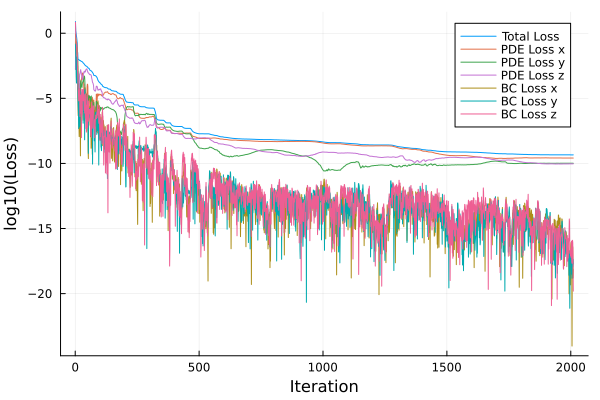 Total Loss
PDE Loss x
PDE Loss y
PDE Loss z
BC Loss x
BC Loss y
BC Loss z
log10(Loss)
0
−5
−10
−15
−20
0 500 1000 1500 2000
Iteration